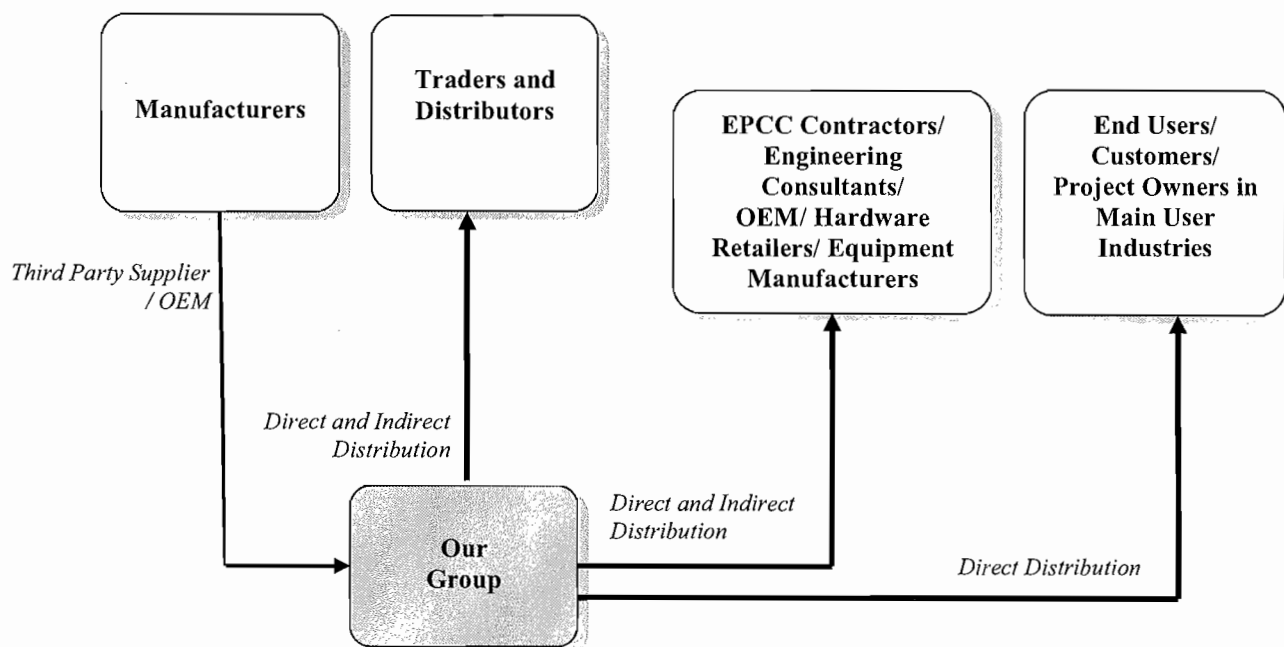 Manufacturers
Traders and
Distributors
EPCC Contractors/
Engineering
Consultants/
OEM/ Hardware
Retailers/ Equipment
Manufacturers
End Users/
Customers/
Project Owners in
Main User
Industries
Third Party Supplier
/ OEM
Direct and Indirect
Distribution
Our
Group
Direct and Indirect
Distribution
Direct Distribution